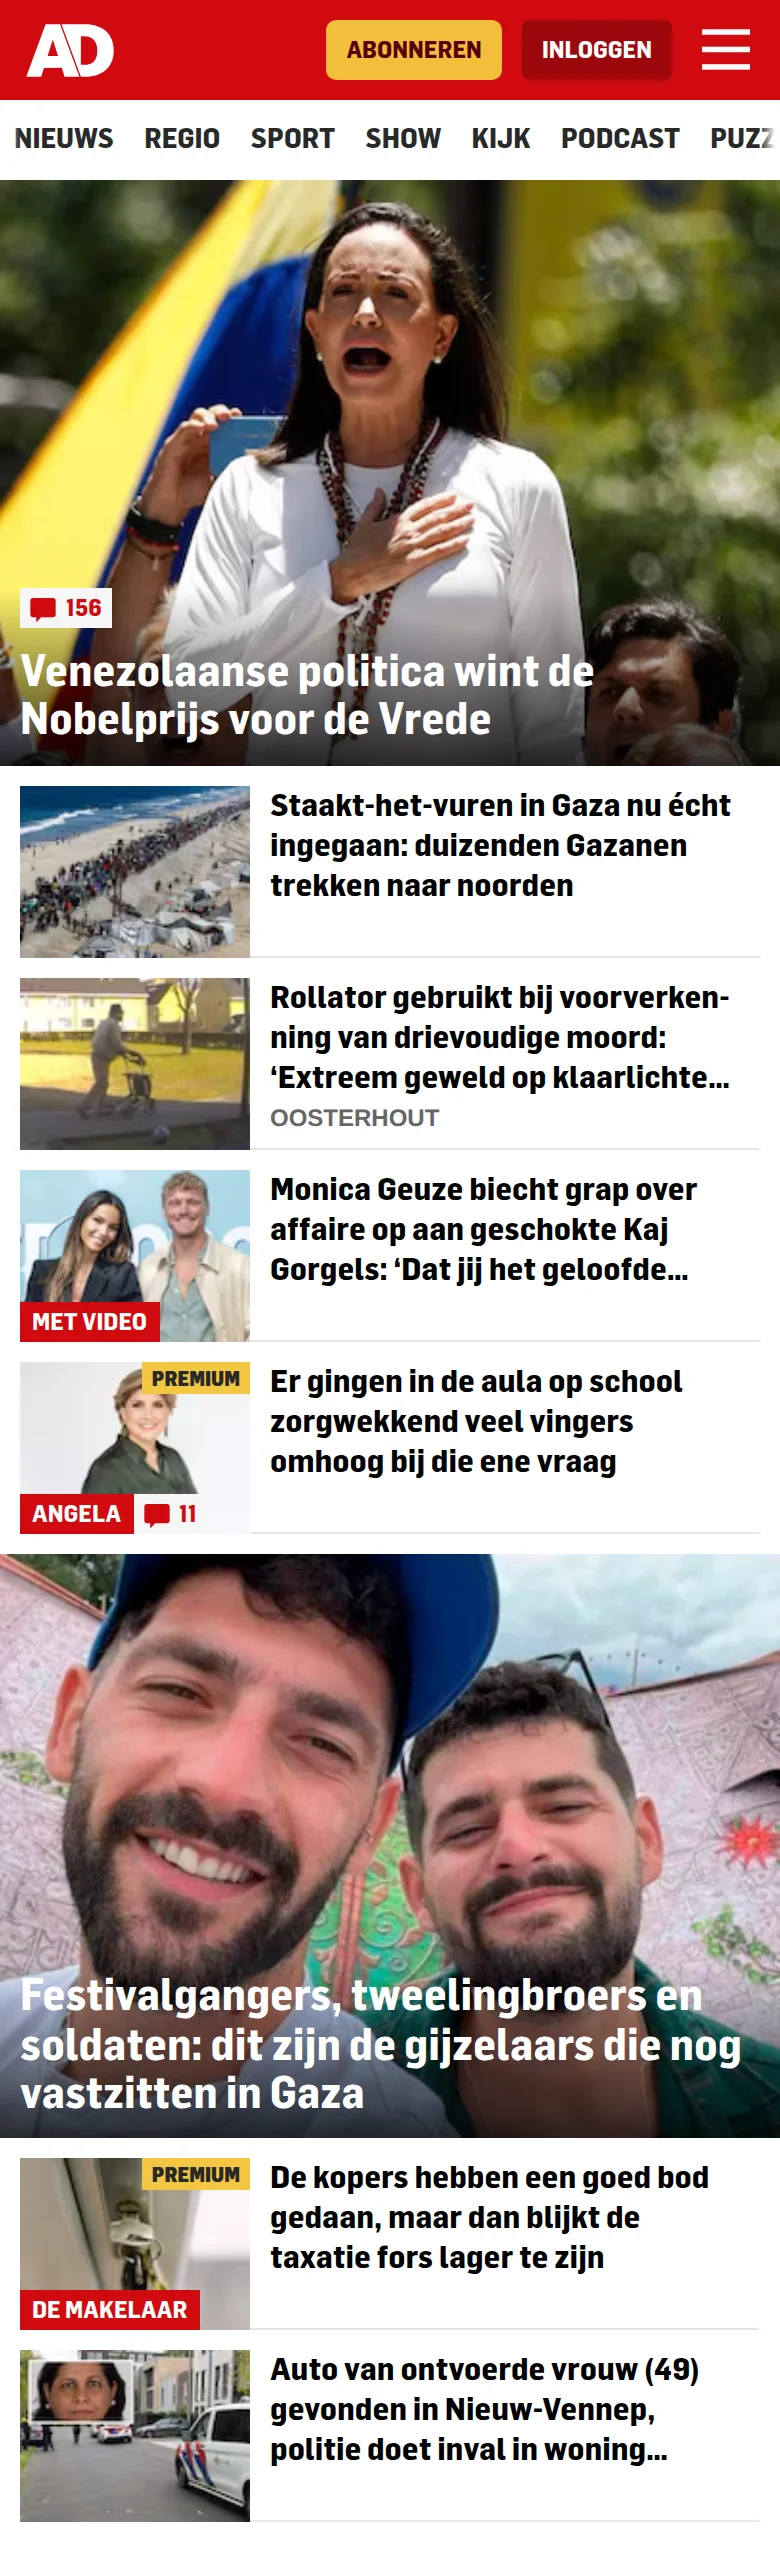 AD
ABONNEREN
INLOGGEN
NIEUWS REGIO SPORT SHOW KIJK PODCAST PUZZ
156
Venezolaanse politica wint de
Nobelprijs voor de Vrede
Staakt-het-vuren in Gaza nu écht
ingegaan: duizenden Gazanen
trekken naar noorden
Rollator gebruikt bij voorverken-
ning van drievoudige moord:
‘Extreem geweld op klaarlichte...
OOSTERHOUT
Monica Geuze biecht grap over
affaire op aan geschokte Kaj
Gorgels: ‘Dat jij het geloofde...
MET VIDEO
PREMIUM
Er gingen in de aula op school
zorgwekkend veel vingers
omhoog bij die ene vraag
ANGELA
11
Festivalgangers, tweelingbroers en
soldaten: dit zijn de gijzelaars die nog
vastzitten in Gaza
PREMIUM
De kopers hebben een goed bod
gedaan, maar dan blijkt de
taxatie fors lager te zijn
DE MAKELAAR
Auto van ontvoerde vrouw (49)
gevonden in Nieuw-Vennep,
politie doet inval in woning...